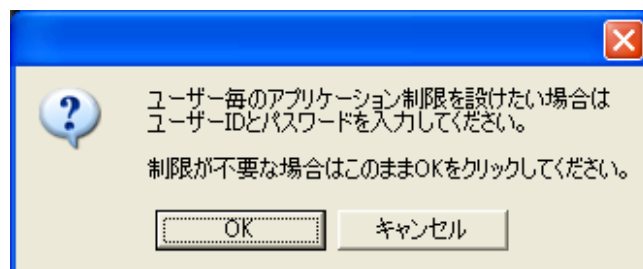 ユーザー毎のアプリケーション制限を設けたい場合は
ユーザーIDとパスワードを入力してください。
制限が不要な場合はこのままOKをクリックしてください。
OK
キャンセル